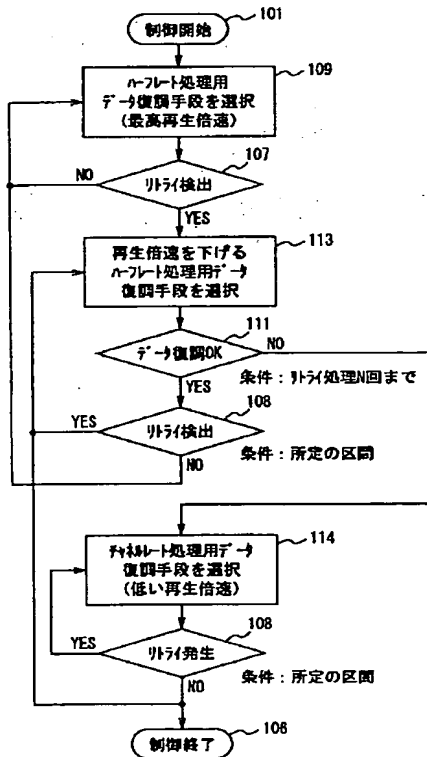 制御開始
101
ハーフレート処理用
データ復調手段を選択
(最高再生倍速)
109
107
NO
リトライ検出
YES
再生倍速を下げる
ハーフレート処理用データ
復調手段を選択
113
111
データ復調OK
NO
条件：リトライ処理N回まで
YES
108
YES
リトライ検出
条件：所定の区間
NO
チャネルレート処理用データ
復調手段を選択
(低い再生倍速)
114
108
YES
リトライ発生
条件：所定の区間
NO
制御終了
106